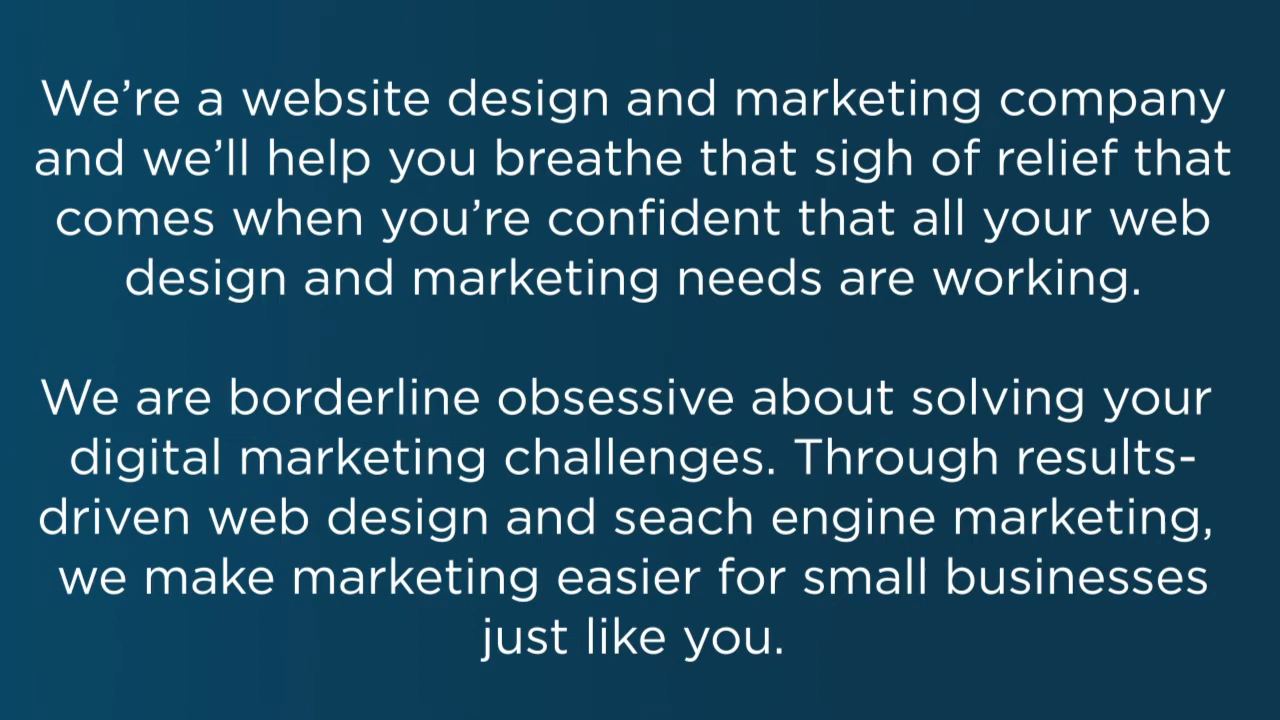 We’re a website design and marketing company
and we’ll help you breathe that sigh of relief that
comes when you’re confident that all your web
design and marketing needs are working.
We are borderline obsessive about solving your
digital marketing challenges. Through results-
driven web design and seach engine marketing,
we make marketing easier for small businesses
just like you.